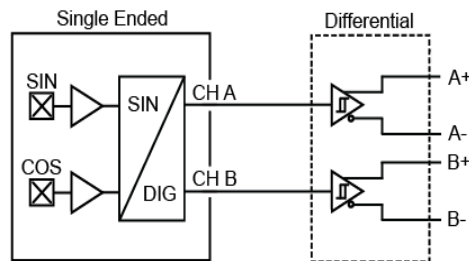 Single Ended
Differential
SIN
SIN
CH A
A+
A-
COS
DIG
CH B
B+
B-